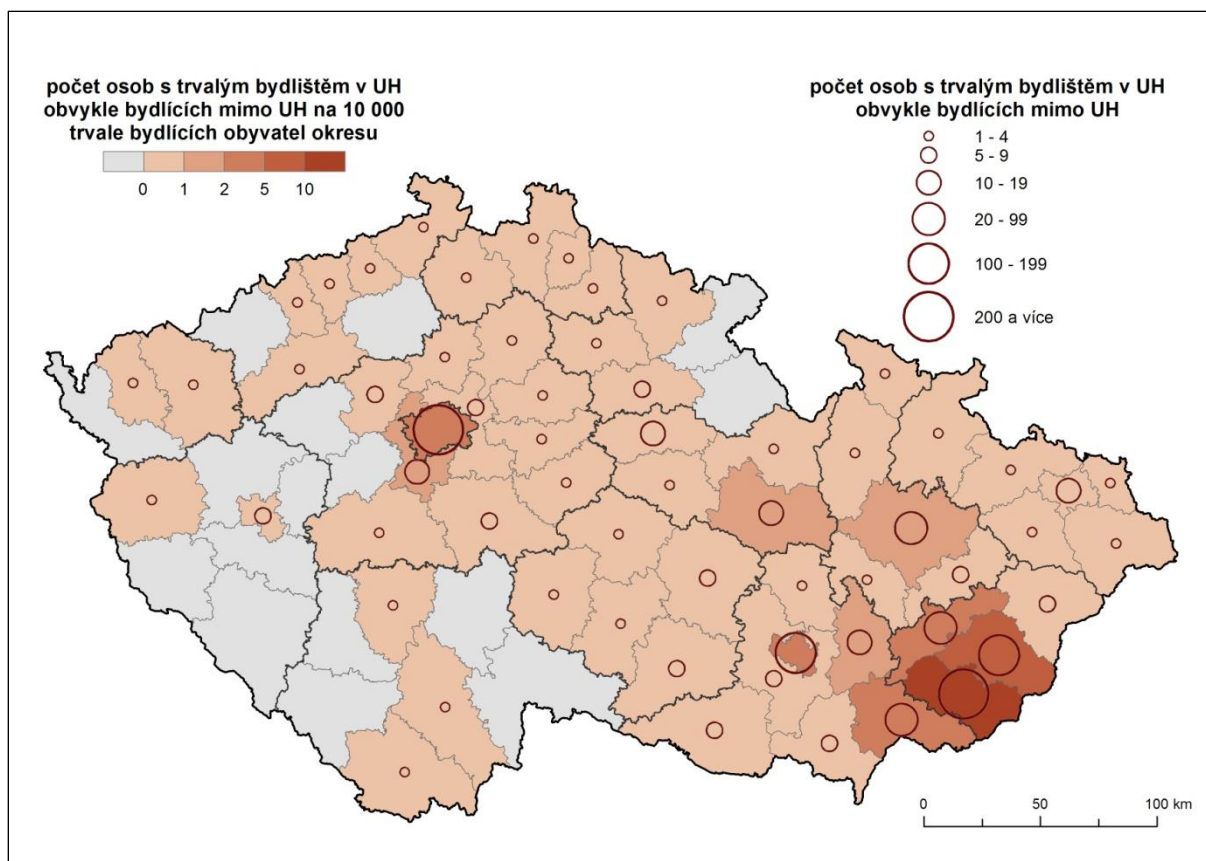 počet osob s trvalým bydlištěm v UH
obvykle bydlících mimo UH na 10 000
trvale bydlících obyvatel okresu
0 1 2 5 10
počet osob s trvalým bydlištěm v UH
obvykle bydlících mimo UH
1 - 4
5 - 9
10 - 19
20 - 99
100 - 199
200 a více
0 50 100 km